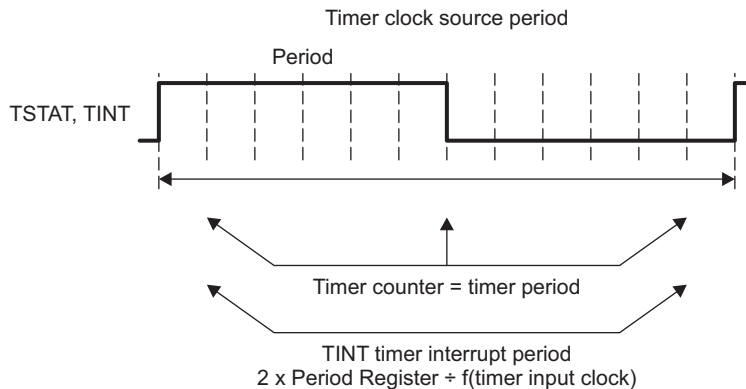 Timer clock source period
Period
TSTAT, TINT
Timer counter = timer period
TINT timer interrupt period
2 x Period Register ÷ f(timer input clock)